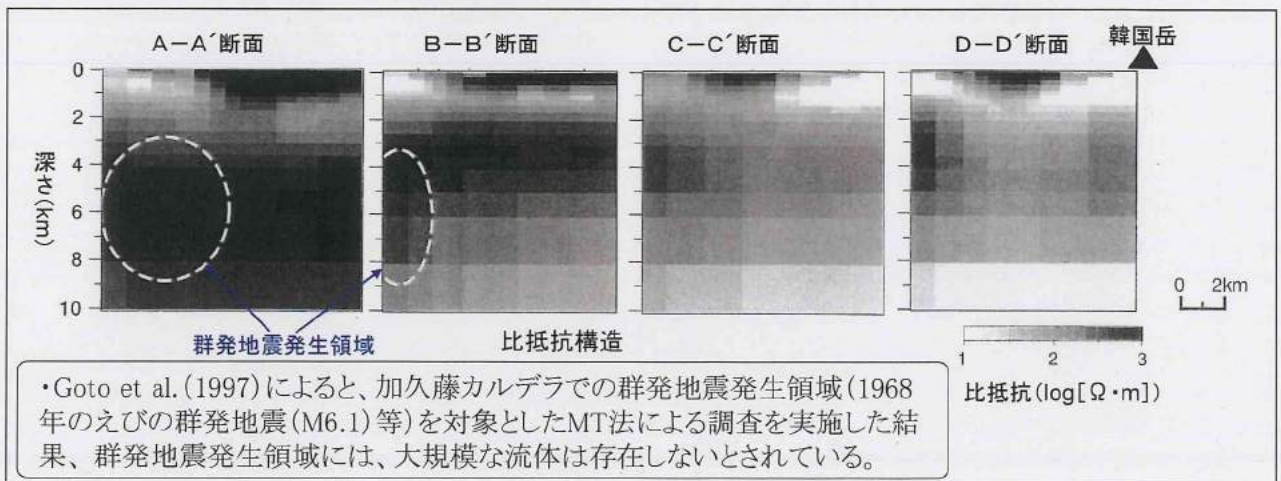 A－A´断面
B－B´断面
C－C´断面
D－D´断面
韓国岳
0
2
4
6
8
10
深さ(km)
0 2km
群発地震発生領域
比抵抗構造
1 2 3
比抵抗(log[Ω・m])
・Goto et al.(1997)によると、加久藤カルデラでの群発地震発生領域(1968
年のえびの群発地震(M6.1)等)を対象としたMT法による調査を実施した結
果、群発地震発生領域には、大規模な流体は存在しないとされている。